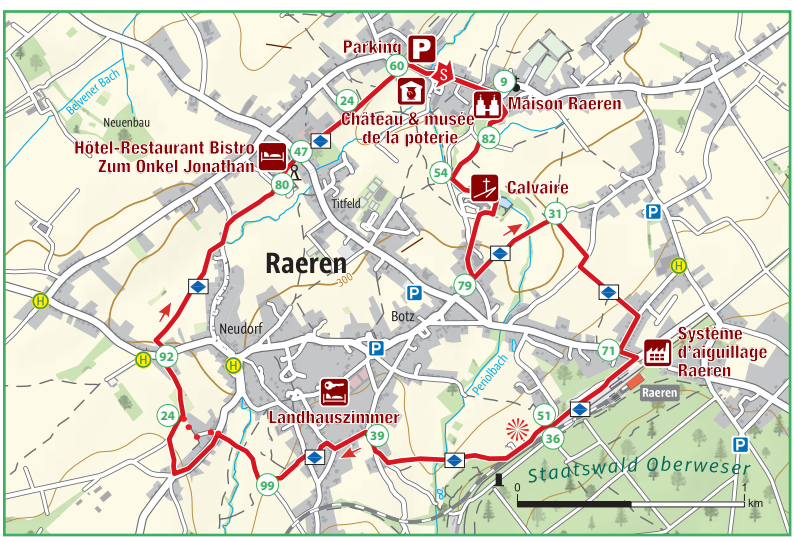 Parking
P
60
S
9
24
Château & musée
de la poterie
Maison Raeren
Belvener Bach
Neuenbau
82
Hôtel-Restaurant Bistro
Zum Onkel Jonathan
47
80
54
Calvaire
Titfeld
31
P
Raeren
300
H
H
79
P
Botz
Neudorf
92
H
H
P
71
Système
d'aiguillage
Raeren
Periolbach
Raeren
Landhauszimmer
24
39
51
36
P
99
Staatswald Oberweser
0
1
km